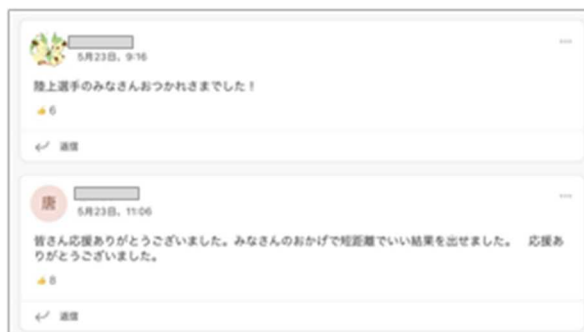 5月23日、9:16
陸上選手のみなさんおつかれさまでした！
6
返信
唐
5月23日、11:06
皆さん応援ありがとうございました。みなさんのおかげで短距離でいい結果を出せました。　応援あ
りがとうございました。
8
返信